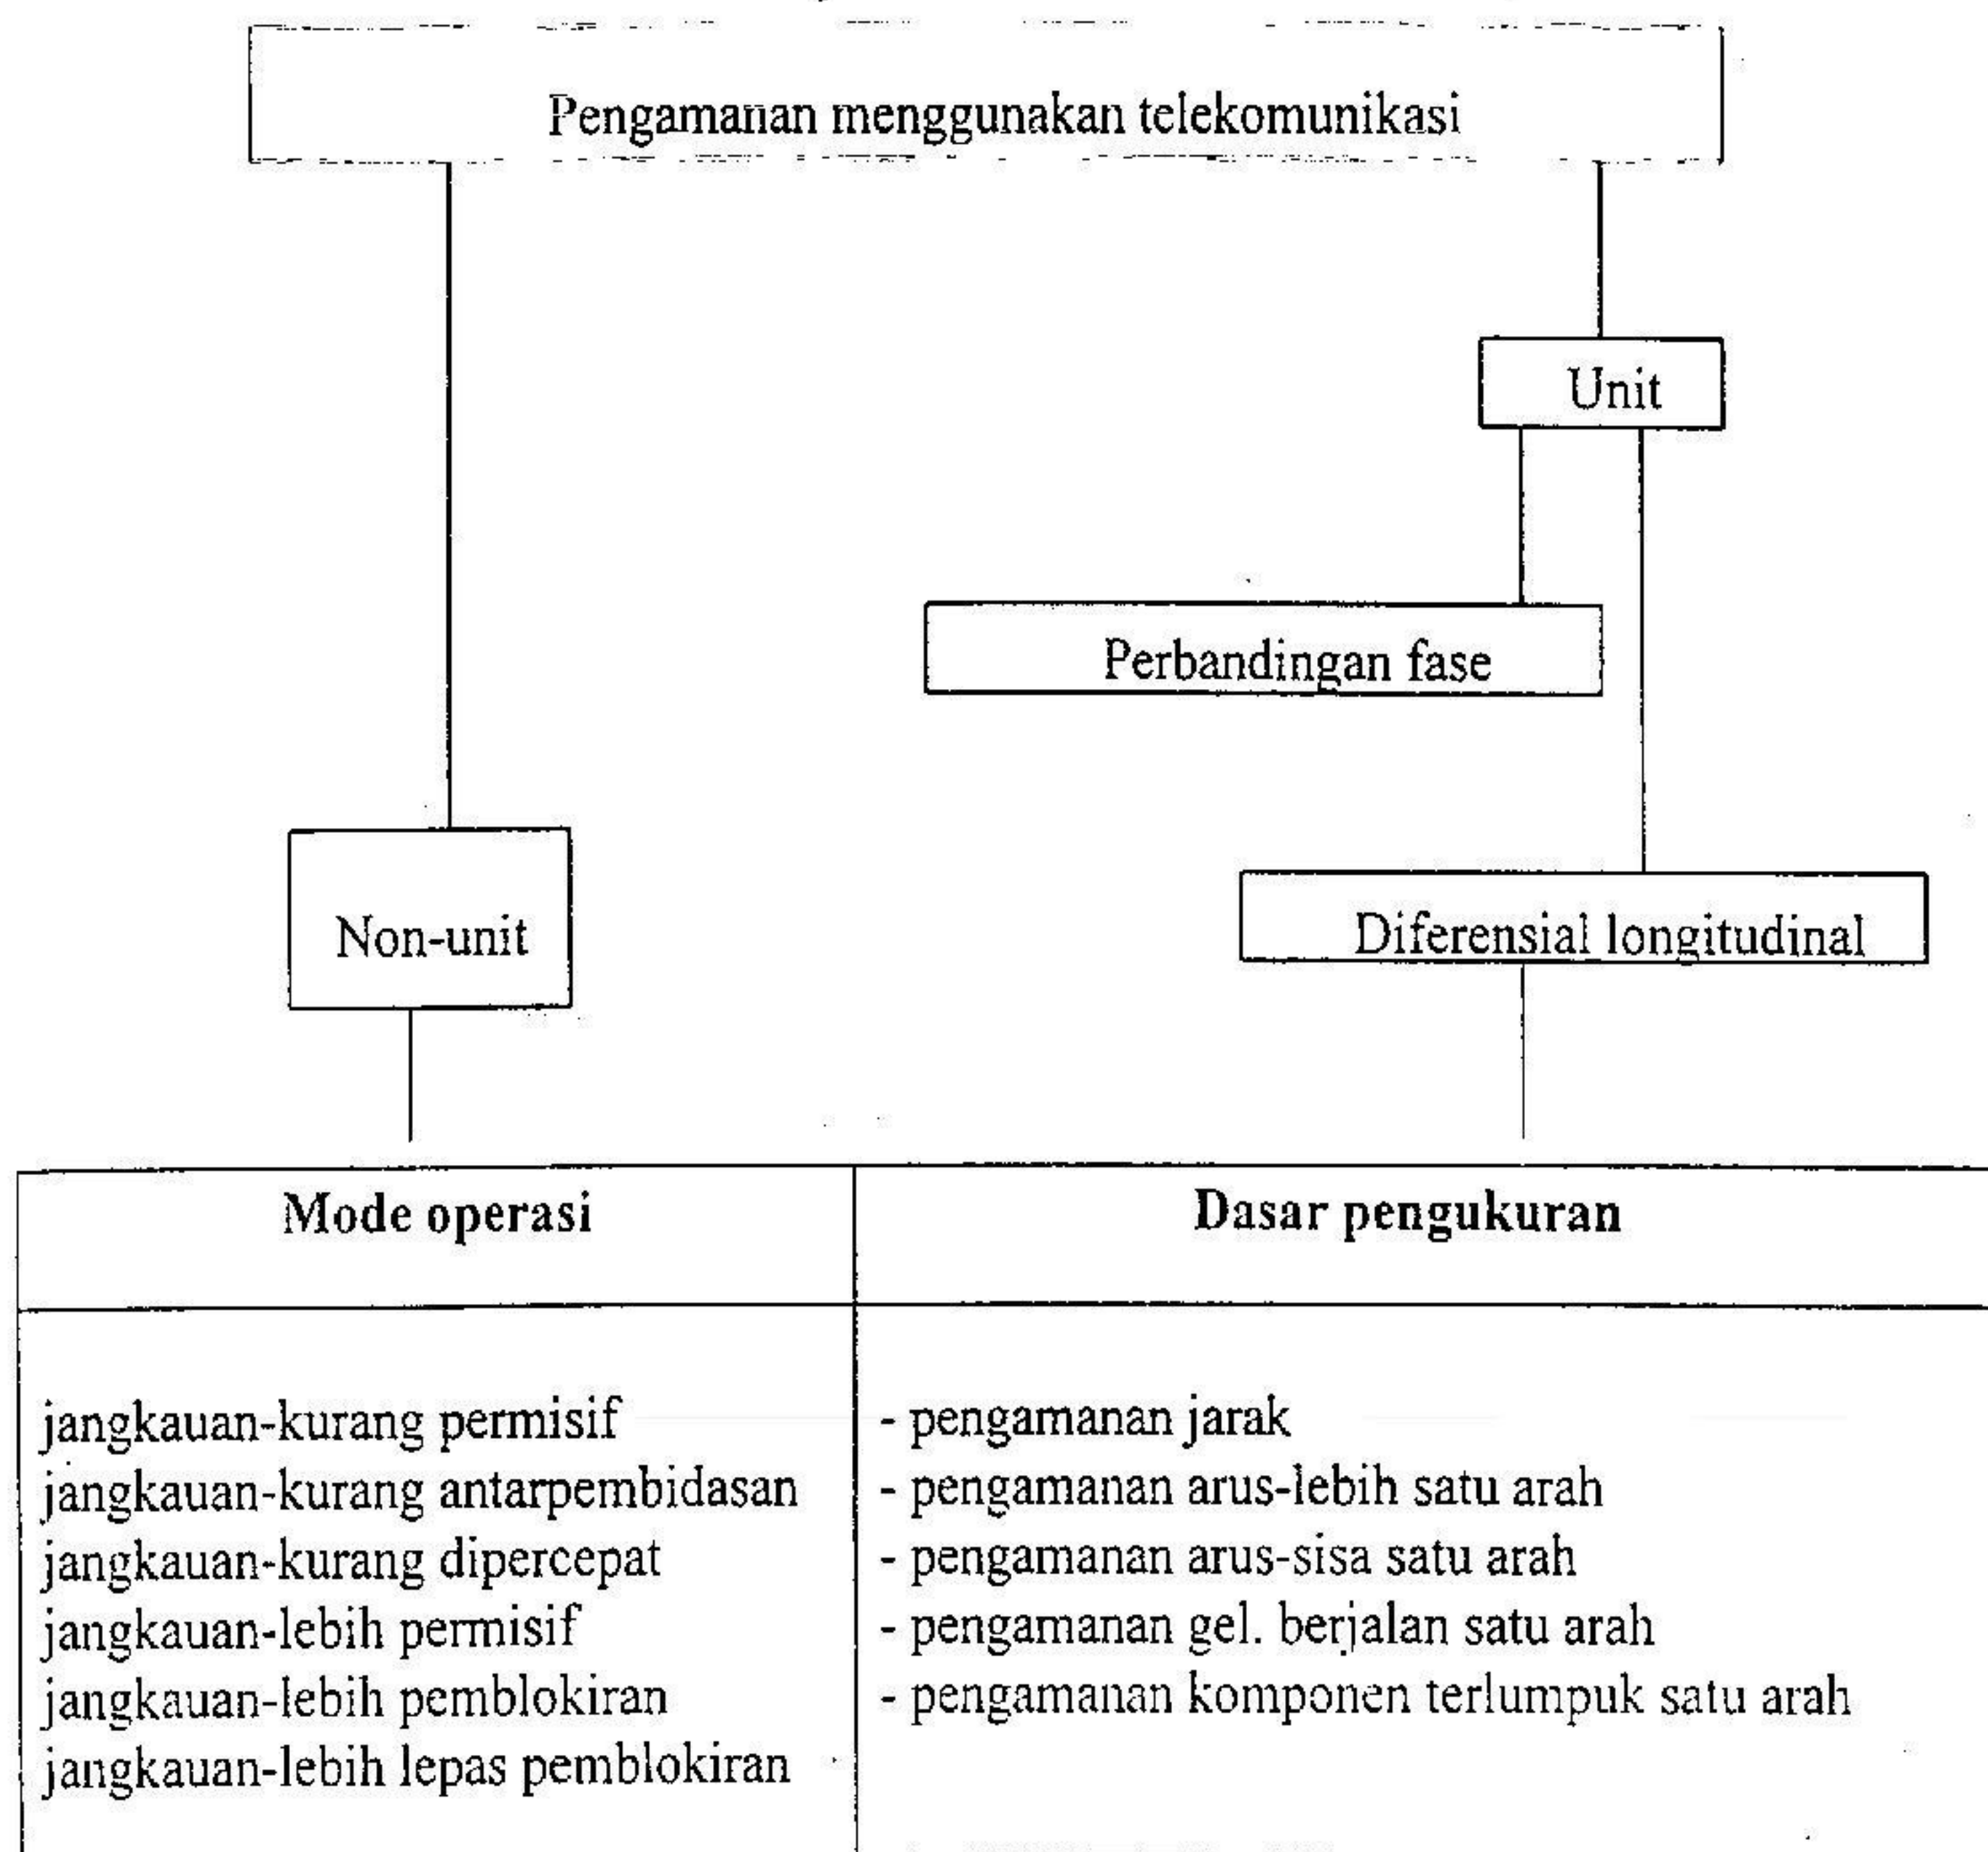 Pengamanan menggunakan telekomunikasi
Unit
Perbandingan fase
Non-unit
Diferensial longitudinal
Mode operasi
Dasar pengukuran
jangkauan-kurang permisif
jangkauan-kurang antarpembidasan
jangkauan-kurang dipercepat
jangkauan-lebih permisif
jangkauan-lebih pemblokiran
jangkauan-lebih lepas pemblokiran
- pengamanan jarak
- pengamanan arus-lebih satu arah
- pengamanan arus-sisa satu arah
- pengamanan gel. berjalan satu arah
- pengamanan komponen terlumpuk satu arah